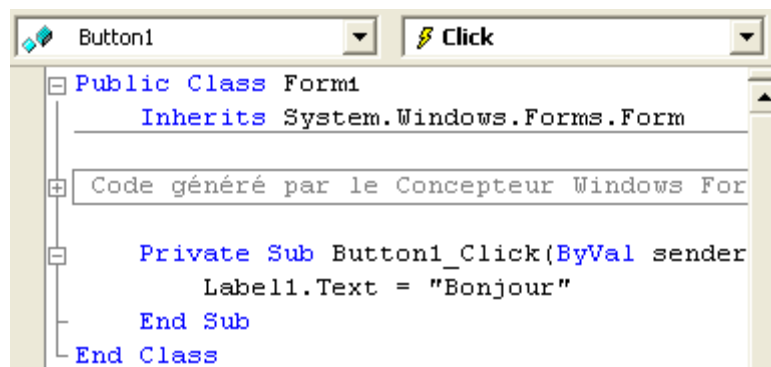 Button1 Click
Public Class Form1
Inherits System.Windows.Forms.Form
Code généré par le Concepteur Windows For
Private Sub Button1_Click(ByVal sender
Label1.Text = "Bonjour"
End Sub
End Class